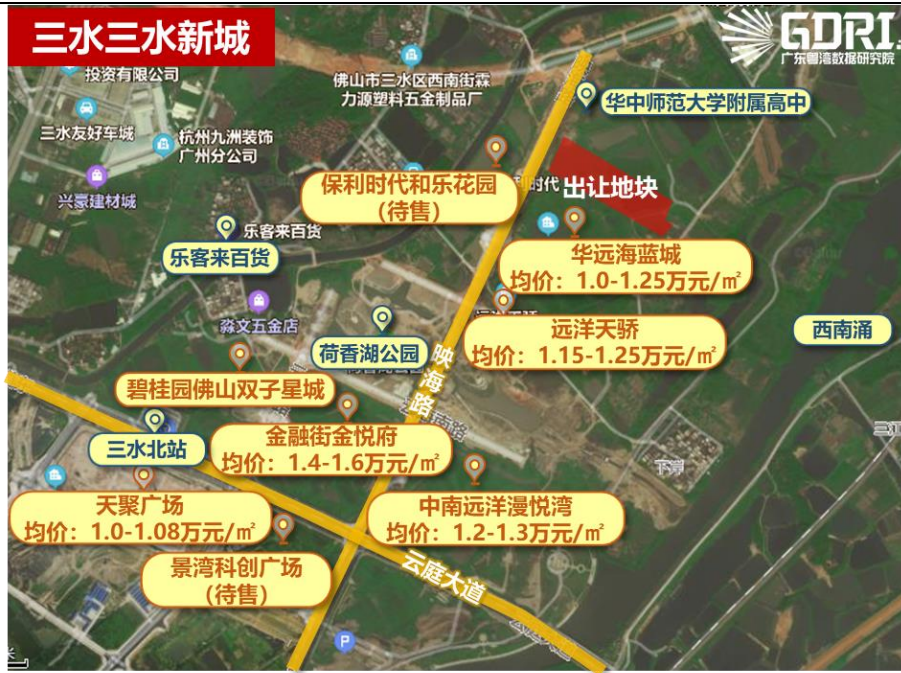 三水三水新城
GDRI
广东粤湾数据研究院
投资有限公司
佛山市三水区西南街霖
力源塑料五金制品厂
华中师范大学附属高中
三水友好车城
杭州九洲装饰
广州分公司
兴豪建材城
保利时代和乐花园
(待售)
利时代
出让地块
乐客来百货
乐客来百货
华远海蓝城
均价：1.0-1.25万元/㎡
淼文五金店
荷香湖公园
远洋天骄
均价：1.15-1.25万元/㎡
西南涌
映海路
碧桂园佛山双子星城
三水北站
金融街金悦府
均价：1.4-1.6万元/㎡
南路
三江
下岸
天聚广场
均价：1.0-1.08万元/㎡
中南远洋漫悦湾
均价：1.2-1.3万元/㎡
景湾科创广场
(待售)
云庭大道
P